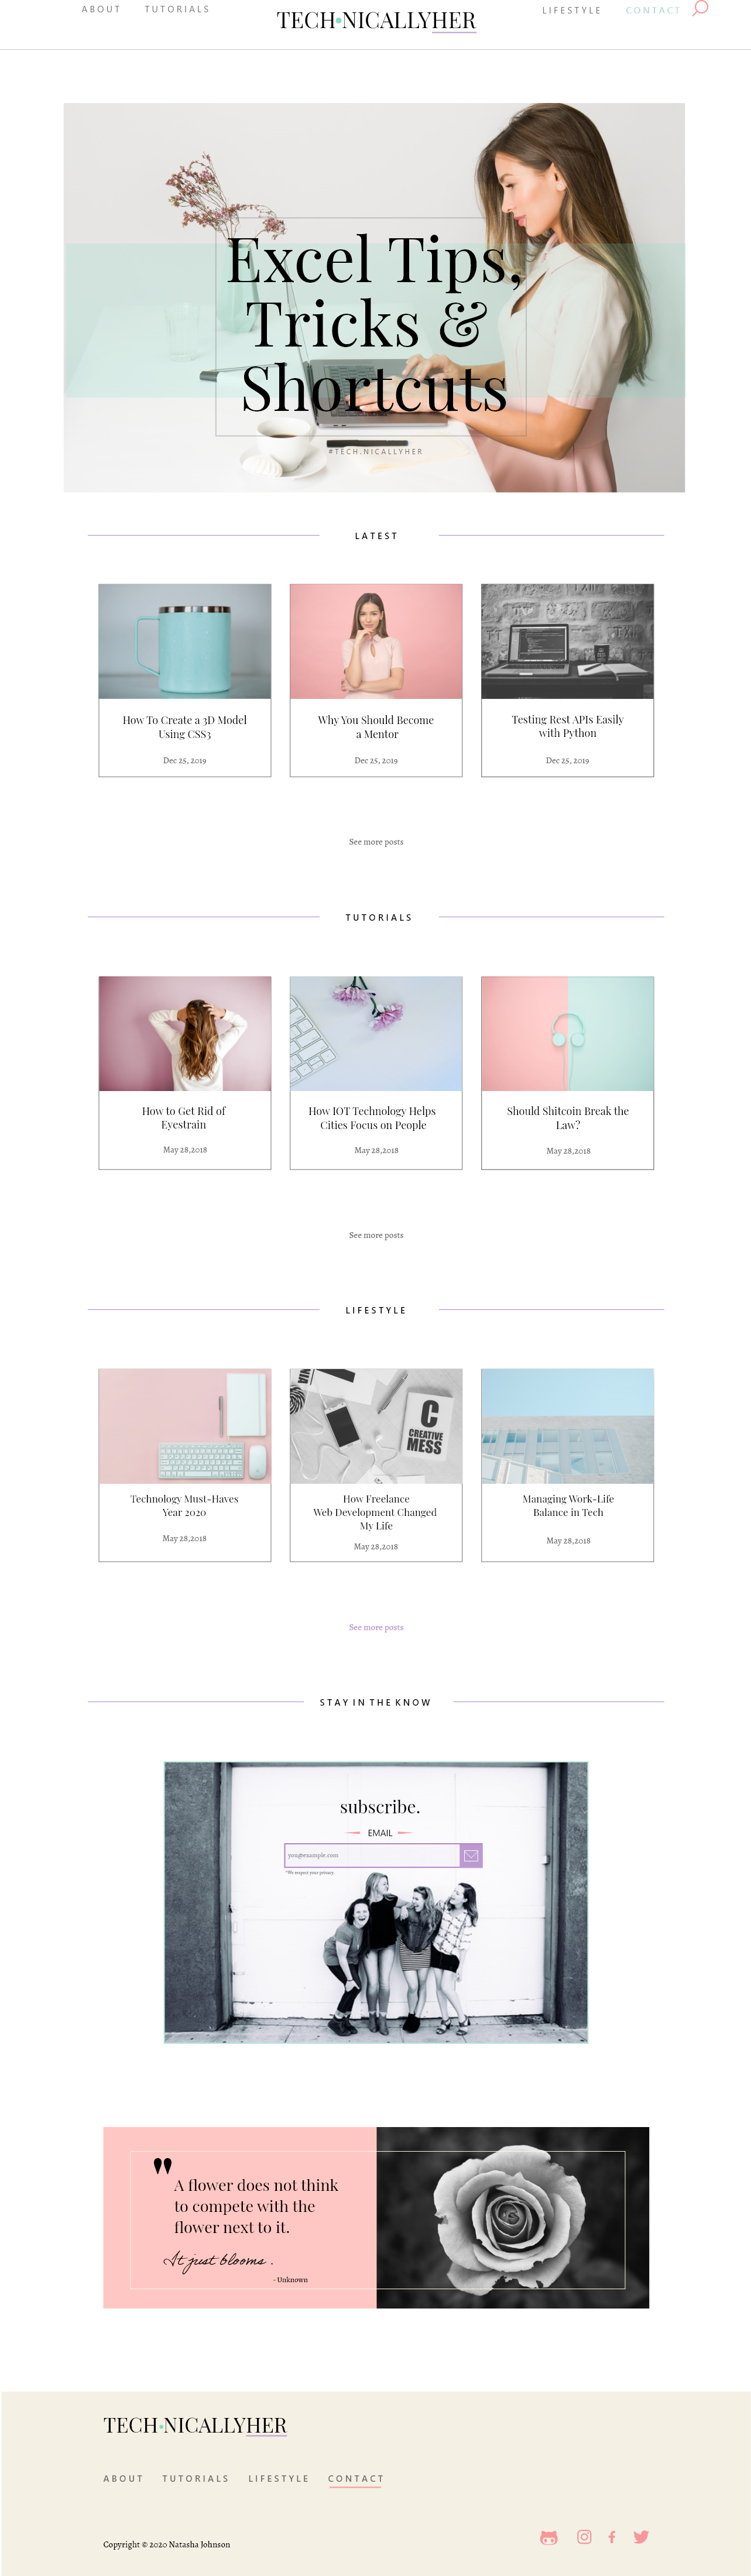 ABOUT TUTORIALS TECH•NICALLYHER LIFESTYLE CONTACT
Excel Tips,
Tricks &
Shortcuts
#TECH.NICALLYHER
LATEST
How To Create a 3D Model
Using CSS3
Dec 25, 2019
Why You Should Become
a Mentor
Dec 25, 2019
Testing Rest APIs Easily
with Python
Dec 25, 2019
See more posts
TUTORIALS
How to Get Rid of
Eyestrain
May 28,2018
How IOT Technology Helps
Cities Focus on People
May 28,2018
Should Shitcoin Break the
Law?
May 28,2018
See more posts
LIFESTYLE
Technology Must-Haves
Year 2020
May 28,2018
C
CREATIVE
MESS
How Freelance
Web Development Changed
My Life
May 28,2018
Managing Work-Life
Balance in Tech
May 28,2018
See more posts
STAY IN THE KNOW
subscribe.
EMAIL
you@example.com
*We respect your privacy.
" A flower does not think
to compete with the
flower next to it.
It just blooms .
- Unknown
TECH•NICALLYHER
ABOUT TUTORIALS LIFESTYLE CONTACT
Copyright © 2020 Natasha Johnson